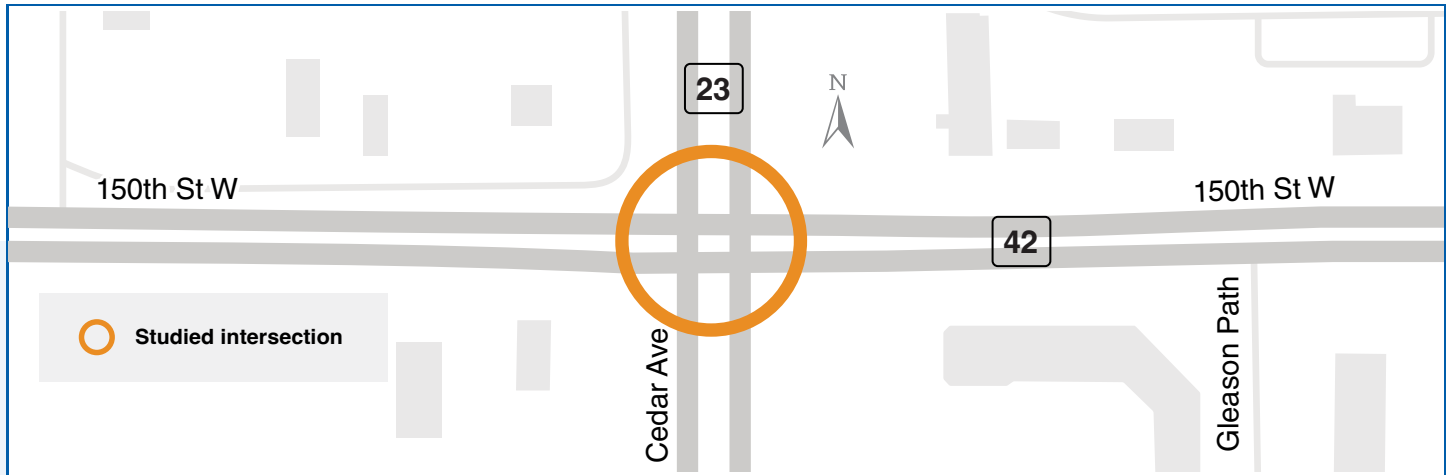 23
N
150th St W
150th St W
42
Studied intersection
Cedar Ave
Gleason Path